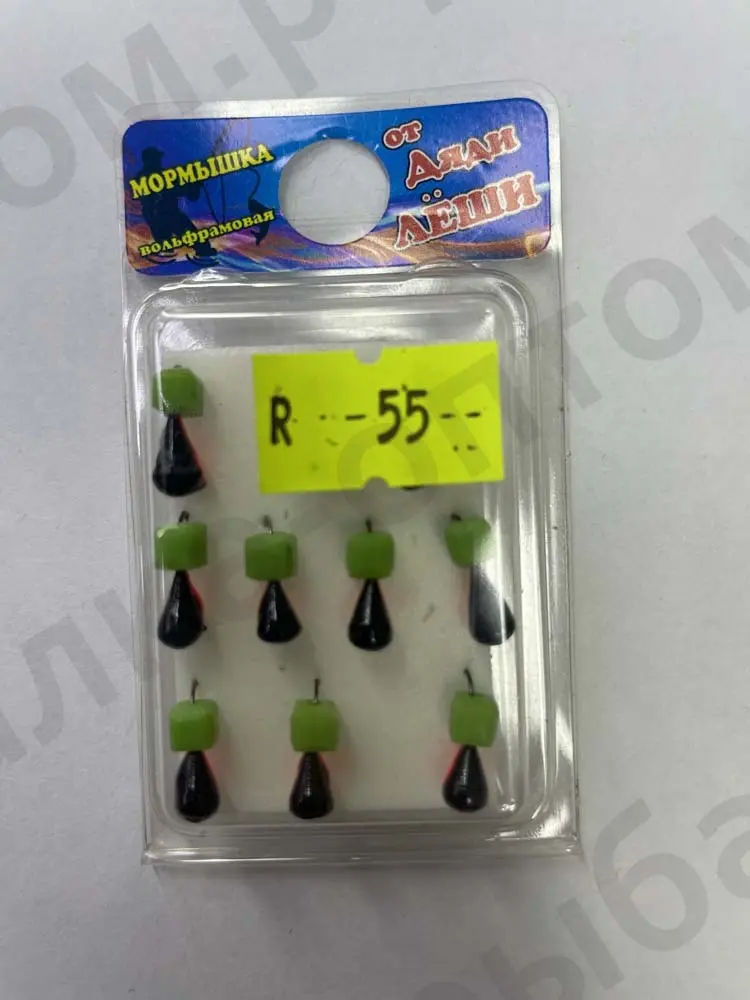 МОРМЫШКА
вольфрамовая
от
ДЯДИ
ЛЁШИ
R --55--